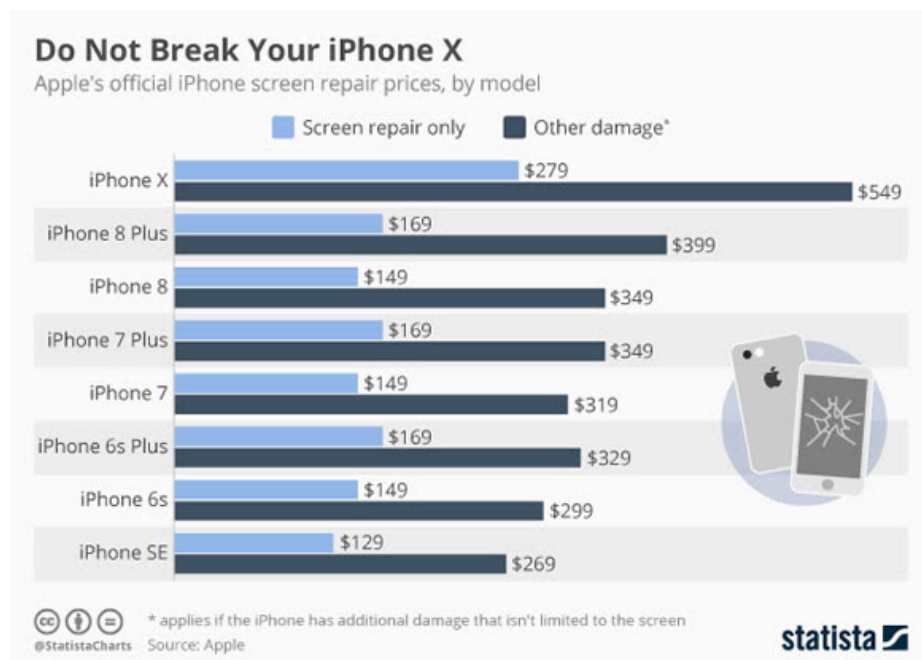 Do Not Break Your iPhone X
Apple's official iPhone screen repair prices, by model
Screen repair only Other damage*
iPhone X $279 $549
iPhone 8 Plus $169 $399
iPhone 8 $149 $349
iPhone 7 Plus $169 $349
iPhone 7 $149 $319
iPhone 6s Plus $169 $329
iPhone 6s $149 $299
iPhone SE $129 $269
cc =
* applies if the iPhone has additional damage that isn't limited to the screen
@StatistaCharts Source: Apple
statista